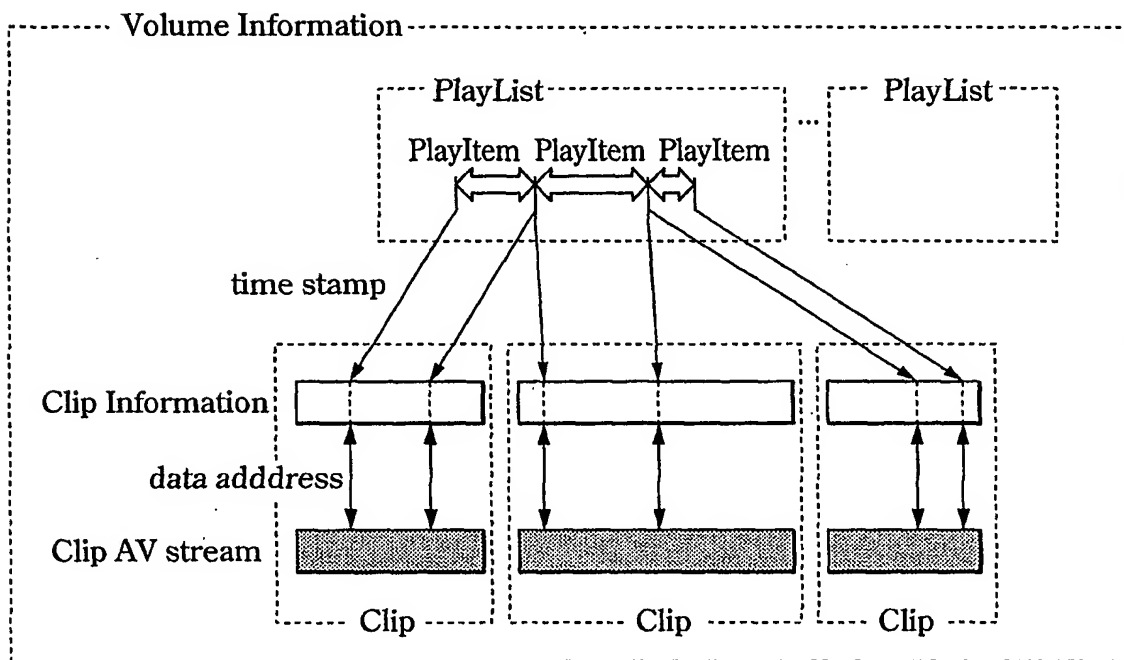 Volume Information
PlayList
PlayList
...
PlayItem PlayItem PlayItem
time stamp
Clip Information
data adddress
Clip AV stream
Clip
Clip
Clip